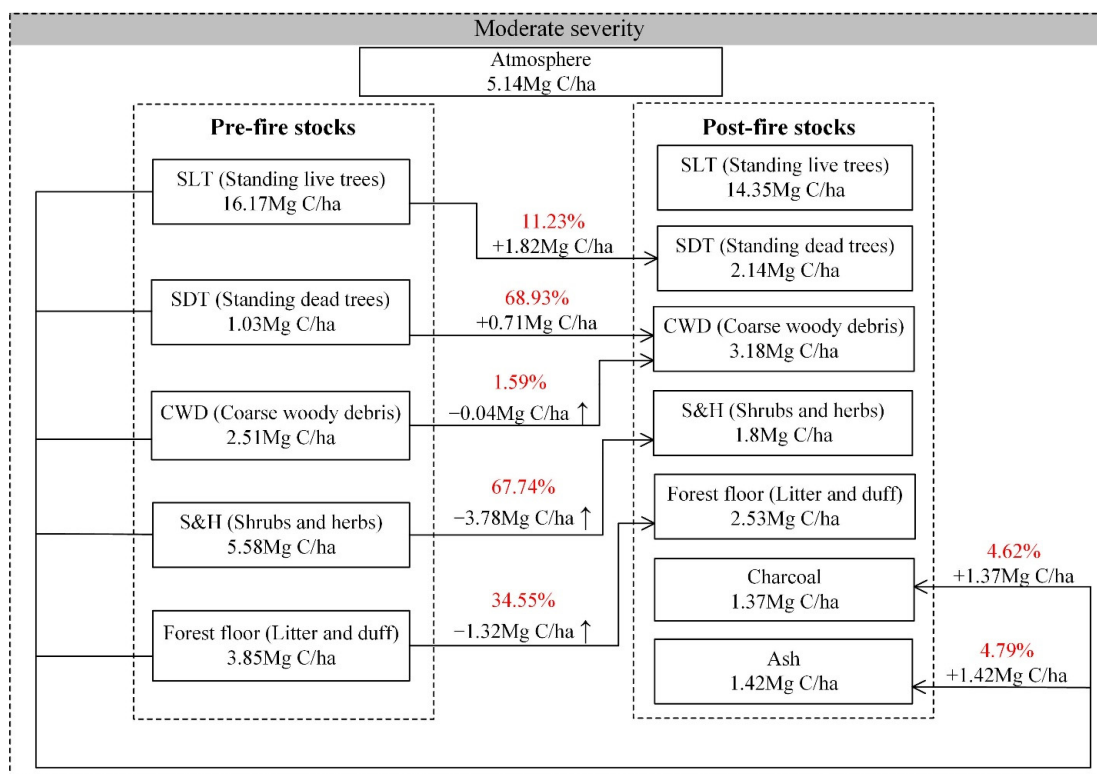 Moderate severity
Atmosphere
5.14Mg C/ha
Pre-fire stocks
SLT (Standing live trees)
16.17Mg C/ha
SDT (Standing dead trees)
1.03Mg C/ha
CWD (Coarse woody debris)
2.51Mg C/ha
S&H (Shrubs and herbs)
5.58Mg C/ha
Forest floor (Litter and duff)
3.85Mg C/ha
11.23%
+1.82Mg C/ha
68.93%
+0.71Mg C/ha
1.59%
−0.04Mg C/ha ↑
67.74%
−3.78Mg C/ha ↑
34.55%
−1.32Mg C/ha ↑
Post-fire stocks
SLT (Standing live trees)
14.35Mg C/ha
SDT (Standing dead trees)
2.14Mg C/ha
CWD (Coarse woody debris)
3.18Mg C/ha
S&H (Shrubs and herbs)
1.8Mg C/ha
Forest floor (Litter and duff)
2.53Mg C/ha
Charcoal
1.37Mg C/ha
Ash
1.42Mg C/ha
4.62%
+1.37Mg C/ha
4.79%
+1.42Mg C/ha